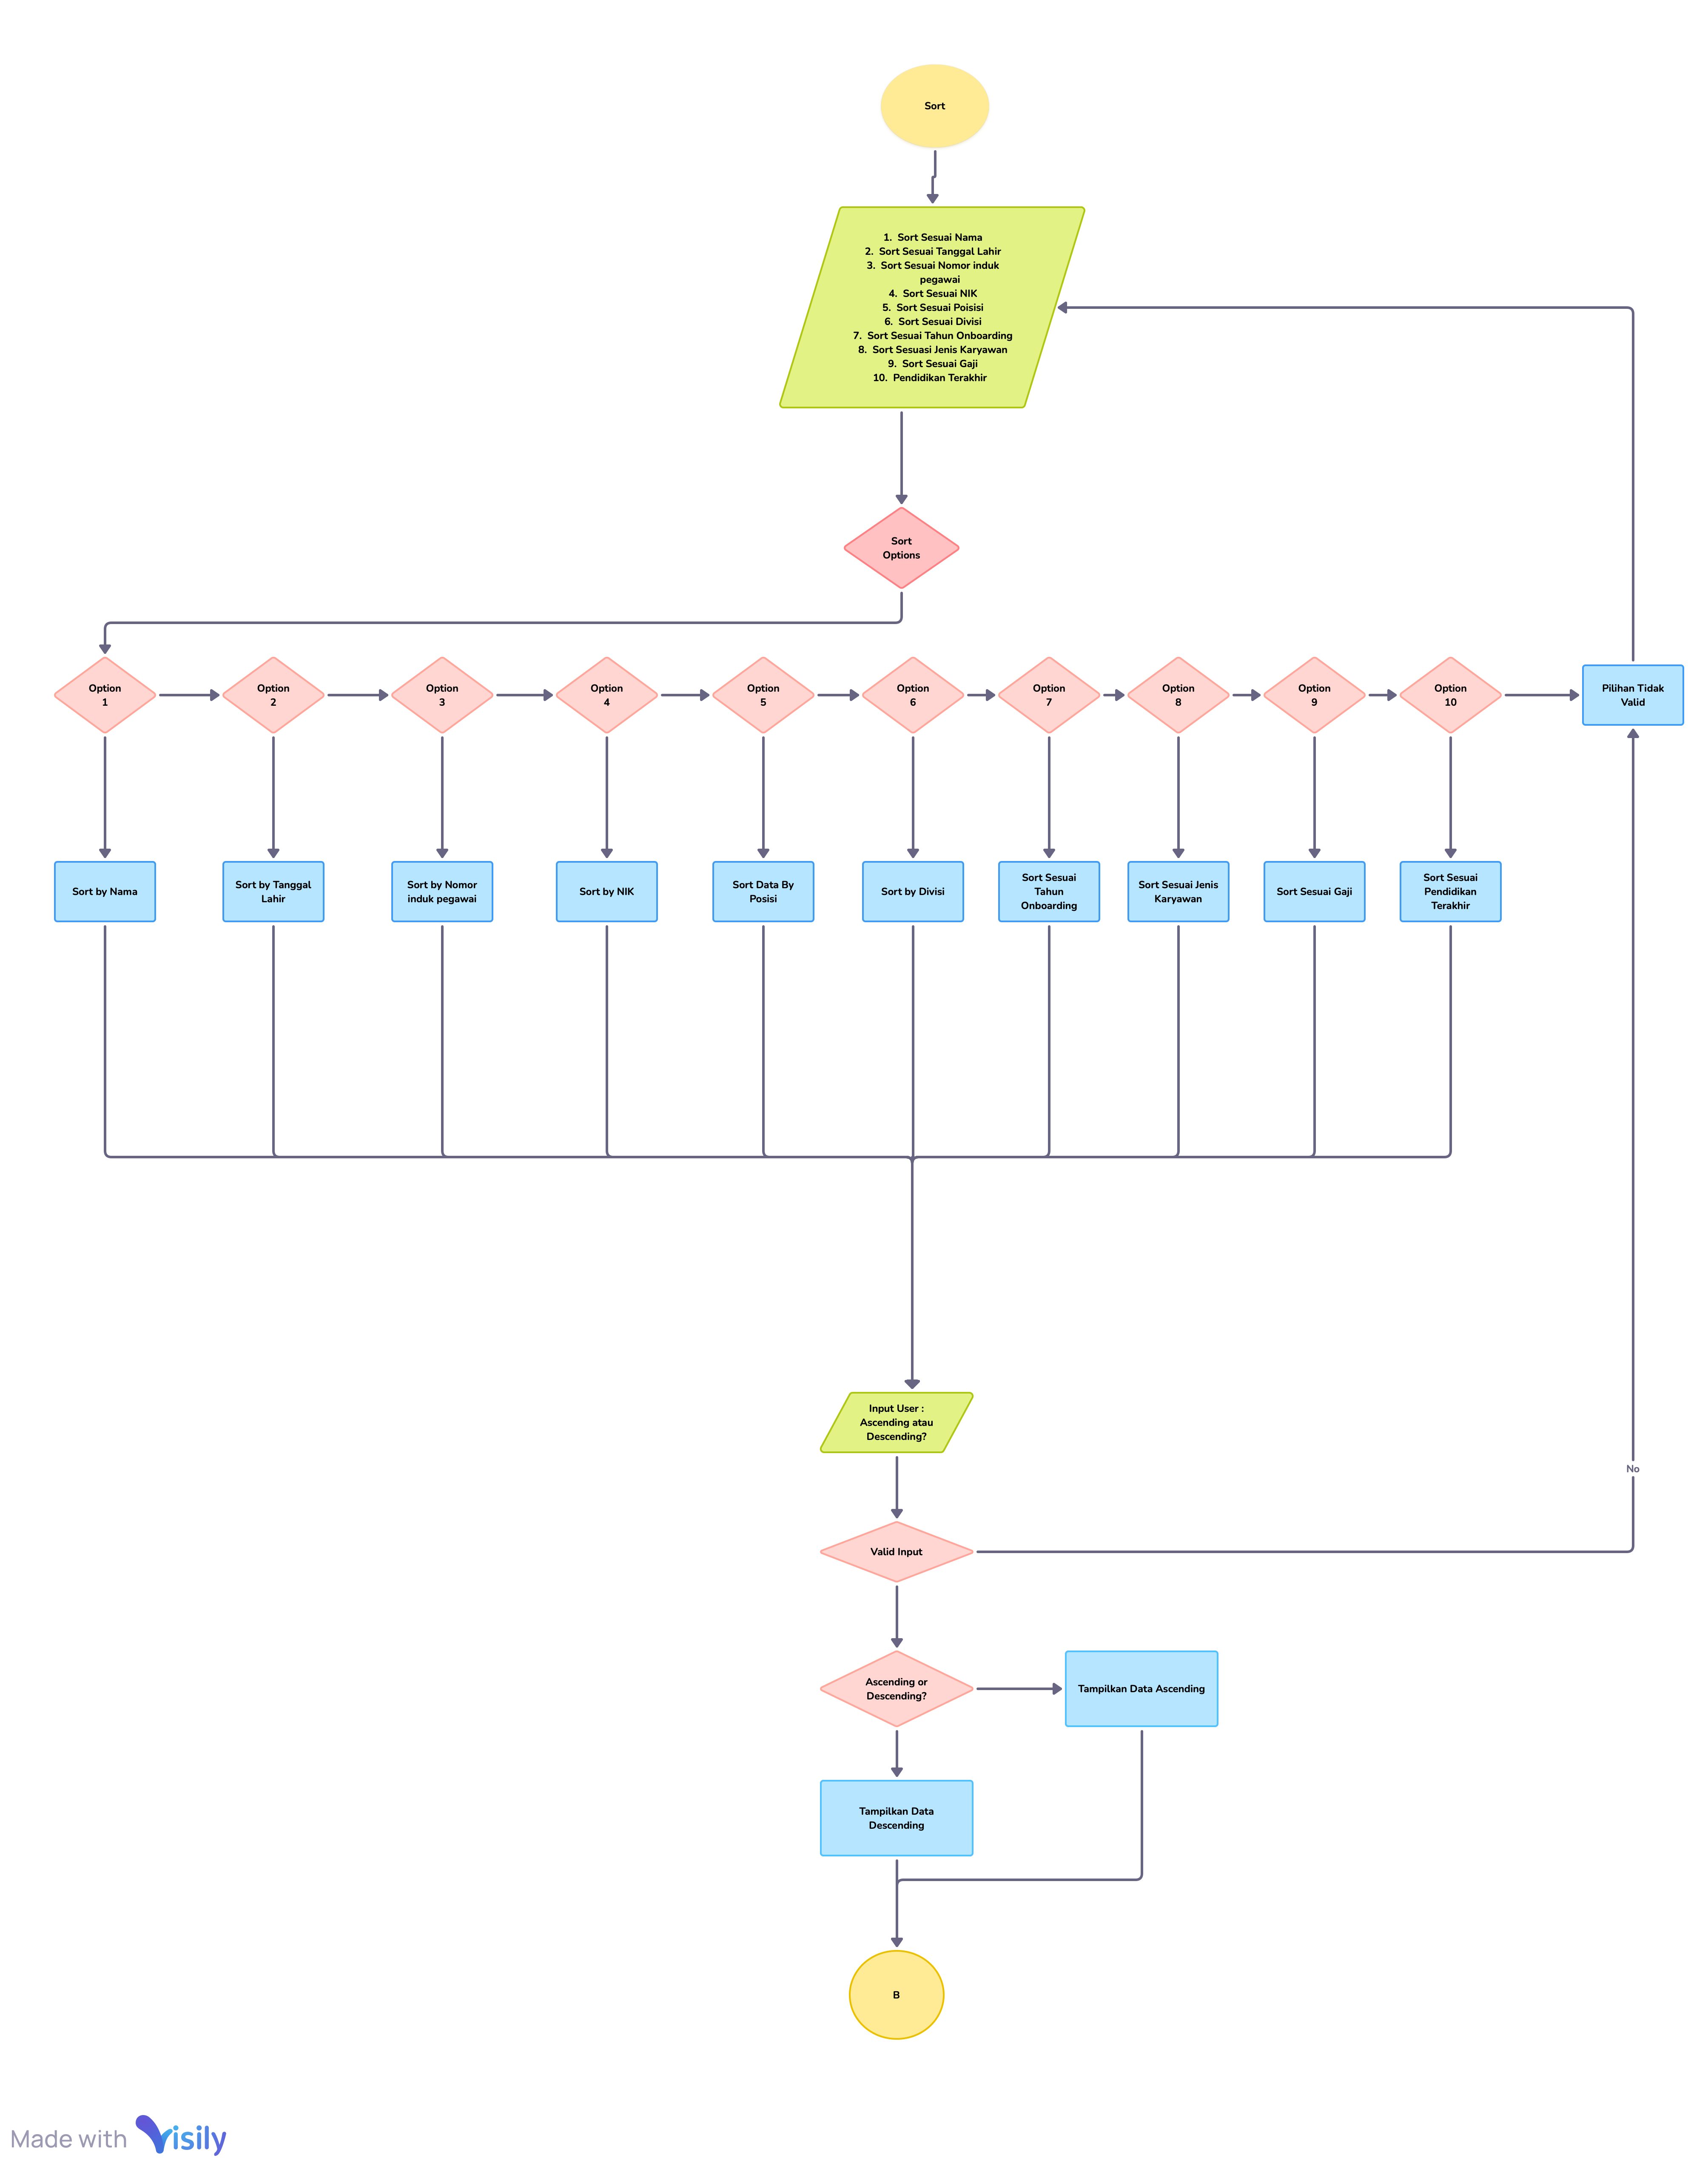 Sort
1. Sort Sesuai Nama
2. Sort Sesuai Tanggal Lahir
3. Sort Sesuai Nomor induk
pegawai
4. Sort Sesuai NIK
5. Sort Sesuai Poisisi
6. Sort Sesuai Divisi
7. Sort Sesuai Tahun Onboarding
8. Sort Sesuasi Jenis Karyawan
9. Sort Sesuai Gaji
10. Pendidikan Terakhir
Sort
Options
Option
1
Option
2
Option
3
Option
4
Option
5
Option
6
Option
7
Option
8
Option
9
Option
10
Pilihan Tidak
Valid
Sort by Nama
Sort by Tanggal
Lahir
Sort by Nomor
induk pegawai
Sort by NIK
Sort Data By
Posisi
Sort by Divisi
Sort Sesuai
Tahun
Onboarding
Sort Sesuai Jenis
Karyawan
Sort Sesuai Gaji
Sort Sesuai
Pendidikan
Terakhir
Input User :
Ascending atau
Descending?
No
Valid Input
Ascending or
Descending?
Tampilkan Data Ascending
Tampilkan Data
Descending
B
Made with Visily